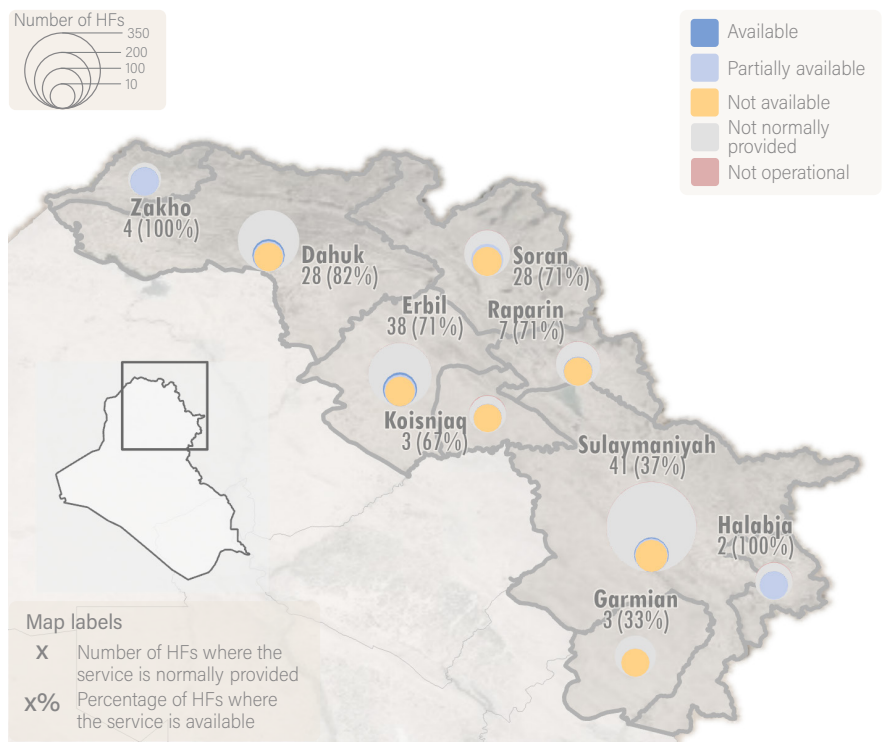 Number of HFs
350
200
100
10
Available
Partially available
Not available
Not normally
provided
Not operational
Zakho
4 (100%)
Dahuk
28 (82%)
Soran
28 (71%)
Erbil
38 (71%)
Raparin
7 (71%)
Koisnjaq
3 (67%)
Sulaymaniyah
41 (37%)
Halabja
2 (100%)
Garmian
3 (33%)
Map labels
x Number of HFs where the
service is normally provided
x% Percentage of HFs where
the service is available